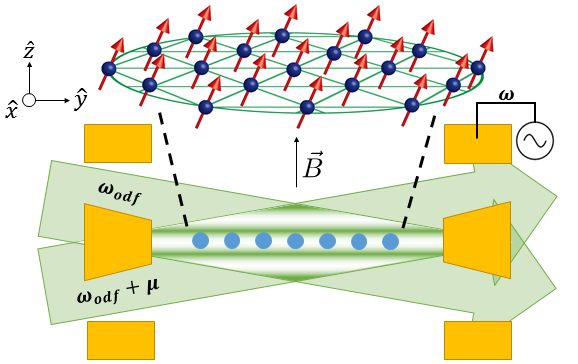 ẑ
x̂ ŷ
ω
B⃗
ω_odf
ω_odf + μ